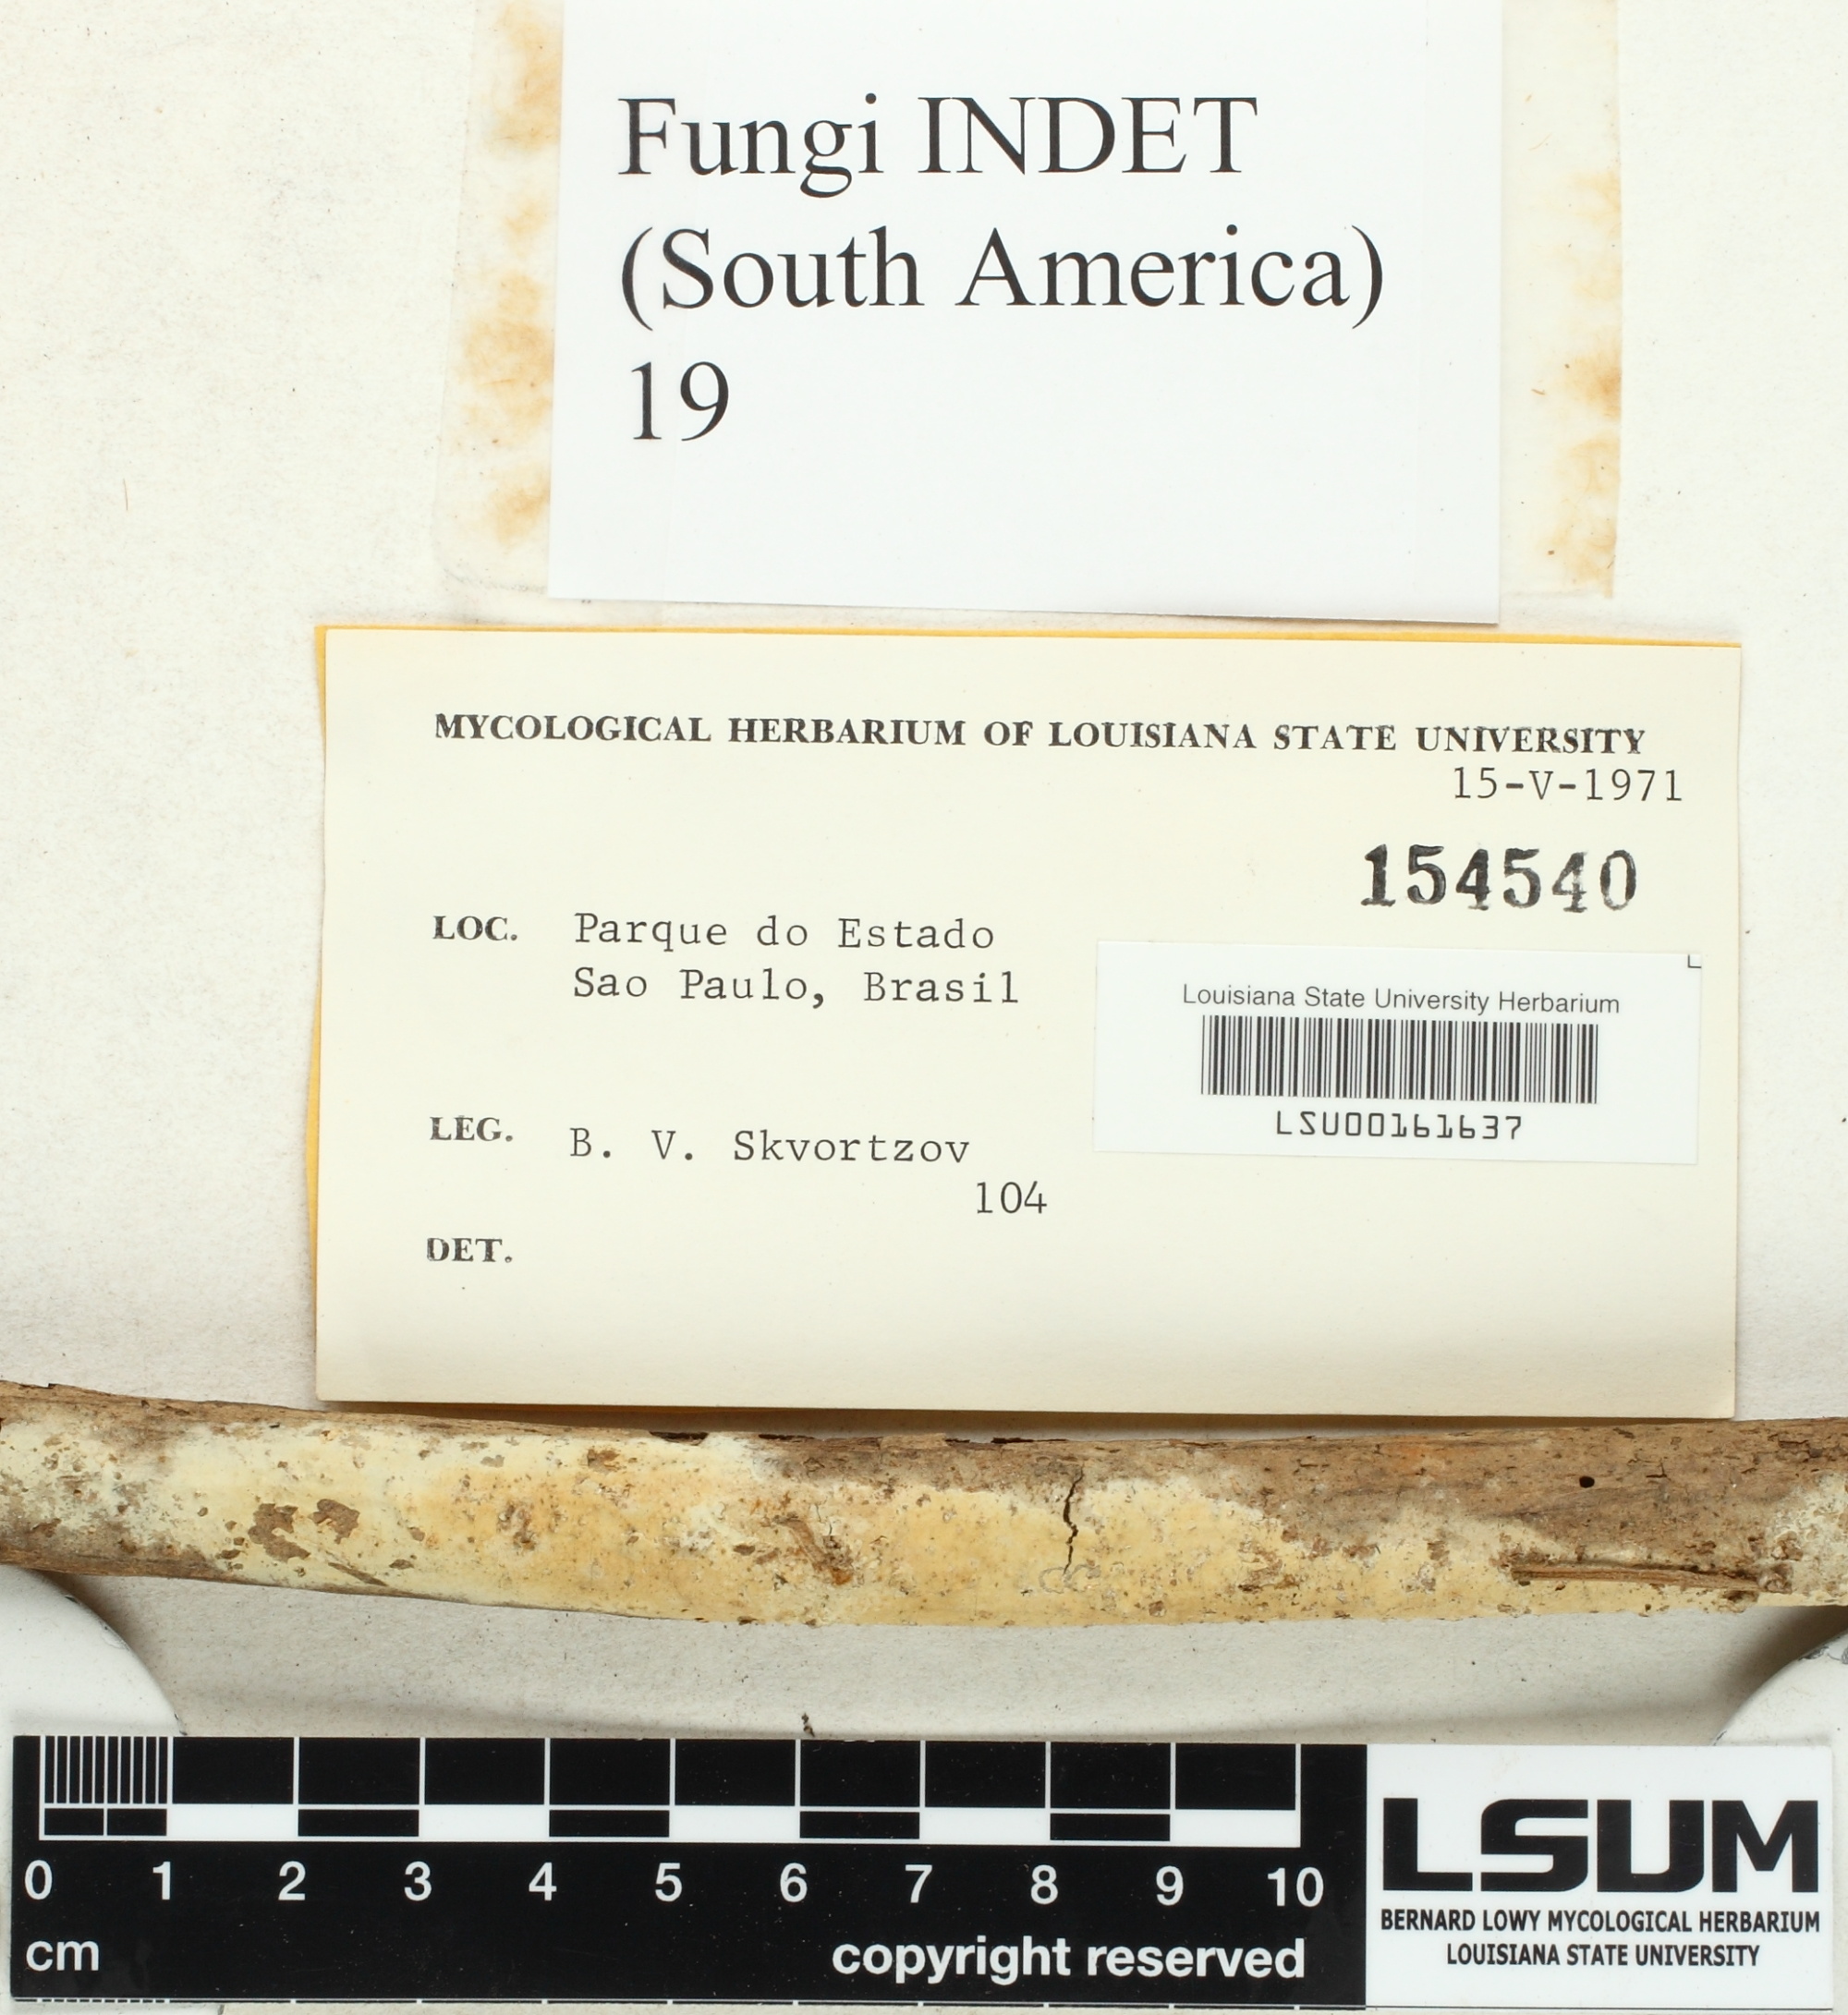 Fungi INDET
(South America)
19
MYCOLOGICAL HERBARIUM OF LOUISIANA STATE UNIVERSITY
15-V-1971
154540
LOC. Parque do Estado
Sao Paulo, Brasil
Louisiana State University Herbarium
LSU00161637
LEG. B. V. Skvortzov
104
DET.
0 1 2 3 4 5 6 7 8 9 10
cm copyright reserved
LSUM
BERNARD LOWY MYCOLOGICAL HERBARIUM
LOUISIANA STATE UNIVERSITY